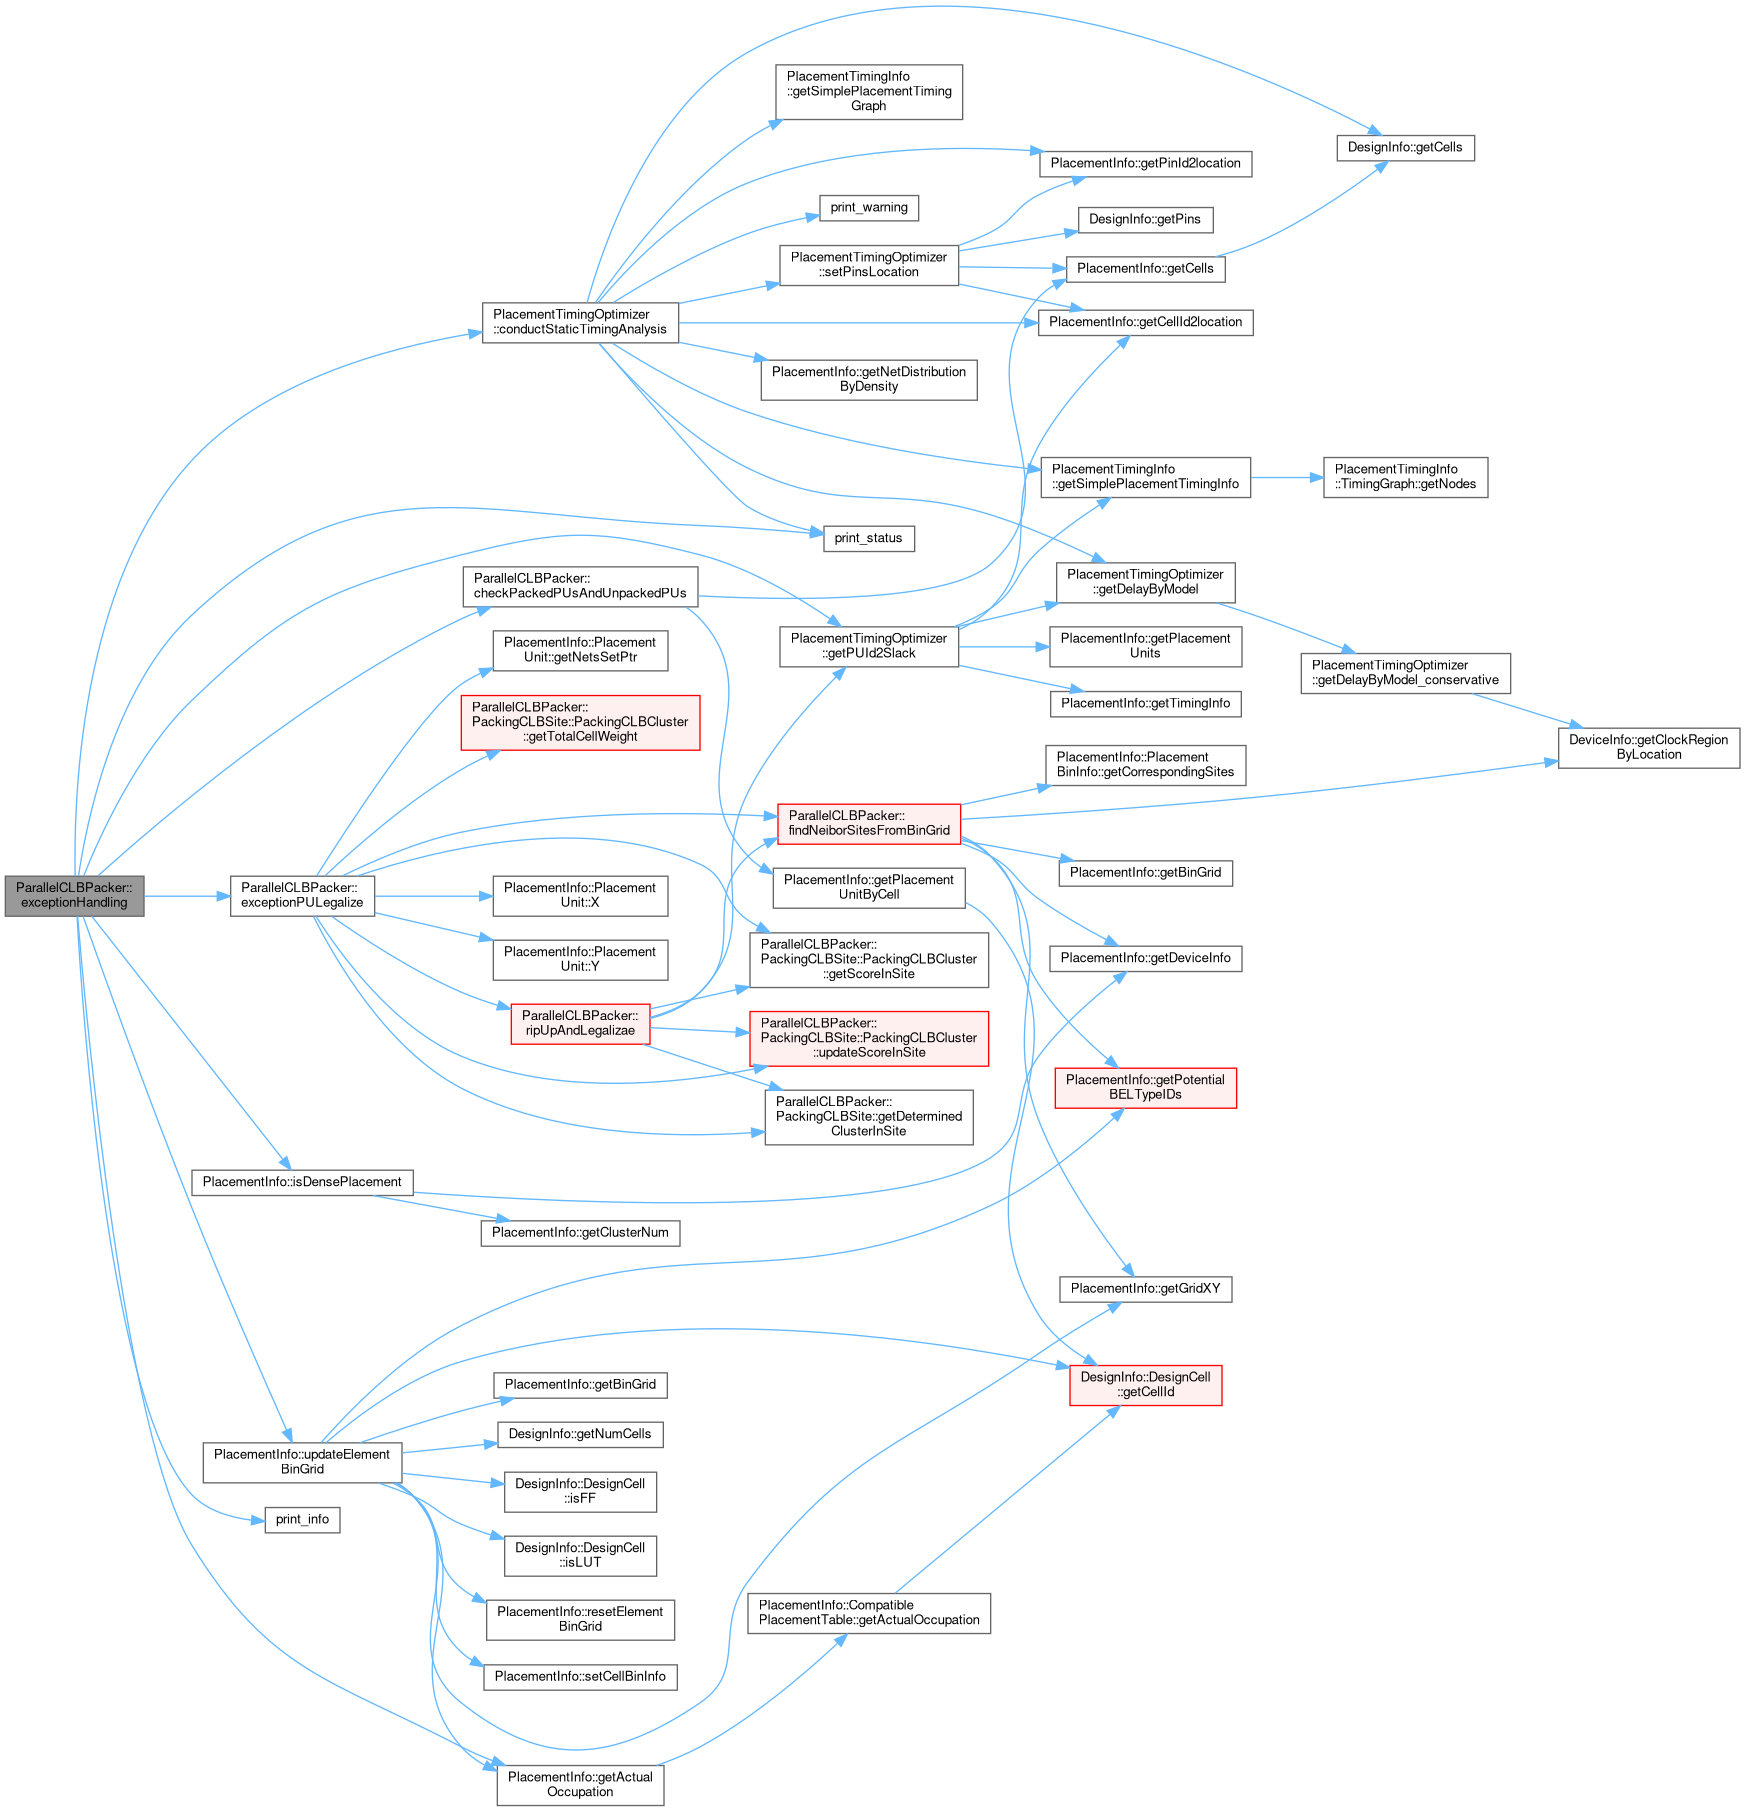 PlacementTimingInfo
::getSimplePlacementTiming
Graph
DesignInfo::getCells
PlacementInfo::getPinId2location
print_warning
DesignInfo::getPins
PlacementTimingOptimizer
::setPinsLocation
PlacementInfo::getCells
PlacementTimingOptimizer
::conductStaticTimingAnalysis
PlacementInfo::getCellId2location
PlacementInfo::getNetDistribution
ByDensity
PlacementTimingInfo
::getSimplePlacementTimingInfo
PlacementTimingInfo
::TimingGraph::getNodes
print_status
ParallelCLBPacker::
checkPackedPUsAndUnpackedPUs
PlacementTimingOptimizer
::getDelayByModel
PlacementInfo::Placement
Unit::getNetsSetPtr
PlacementTimingOptimizer
::getPUId2Slack
PlacementInfo::getPlacement
Units
PlacementTimingOptimizer
::getDelayByModel_conservative
PlacementInfo::getTimingInfo
ParallelCLBPacker::
PackingCLBSite::PackingCLBCluster
::getTotalCellWeight
DeviceInfo::getClockRegion
ByLocation
PlacementInfo::Placement
BinInfo::getCorrespondingSites
ParallelCLBPacker::
findNeiborSitesFromBinGrid
PlacementInfo::getBinGrid
ParallelCLBPacker::
exceptionHandling
ParallelCLBPacker::
exceptionPULegalize
PlacementInfo::Placement
Unit::X
PlacementInfo::getPlacement
UnitByCell
PlacementInfo::Placement
Unit::Y
ParallelCLBPacker::
PackingCLBSite::PackingCLBCluster
::getScoreInSite
PlacementInfo::getDeviceInfo
ParallelCLBPacker::
ripUpAndLegalizae
ParallelCLBPacker::
PackingCLBSite::PackingCLBCluster
::updateScoreInSite
PlacementInfo::getPotential
BELTypeIDs
ParallelCLBPacker::
PackingCLBSite::getDetermined
ClusterInSite
PlacementInfo::isDensePlacement
PlacementInfo::getClusterNum
PlacementInfo::getGridXY
DesignInfo::DesignCell
::getCellId
PlacementInfo::getBinGrid
DesignInfo::getNumCells
PlacementInfo::updateElement
BinGrid
DesignInfo::DesignCell
::isFF
print_info
DesignInfo::DesignCell
::isLUT
PlacementInfo::resetElement
BinGrid
PlacementInfo::Compatible
PlacementTable::getActualOccupation
PlacementInfo::setCellBinInfo
PlacementInfo::getActual
Occupation